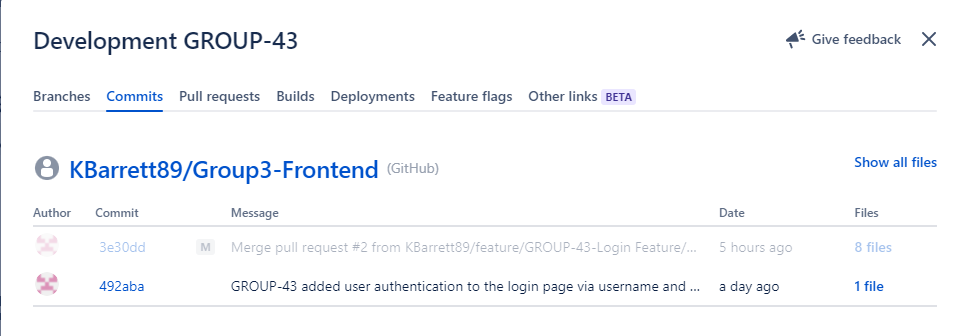 Development GROUP-43
Give feedback
Branches Commits Pull requests Builds Deployments Feature flags Other links BETA
KBarrett89/Group3-Frontend (GitHub) Show all files
Author Commit Message Date Files
3e30dd M Merge pull request #2 from KBarrett89/feature/GROUP-43-Login Feature/... 5 hours ago 8 files
492aba GROUP-43 added user authentication to the login page via username and ... a day ago 1 file